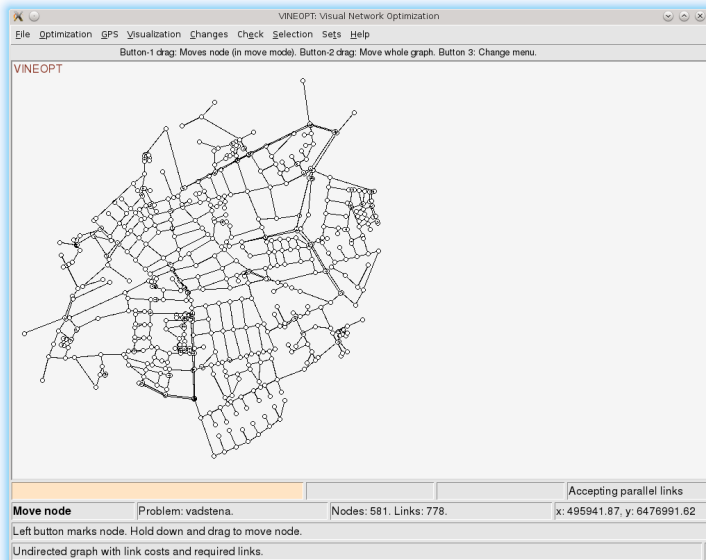 VINEOPT: Visual Network Optimization
File Optimization GPS Visualization Changes Check Selection Sets Help
Button-1 drag: Moves node (in move mode). Button-2 drag: Move whole graph. Button 3: Change menu.
VINEOPT
Accepting parallel links
Move node Problem: vadstena. Nodes: 581. Links: 778. x: 495941.87, y: 6476991.62
Left button marks node. Hold down and drag to move node.
Undirected graph with link costs and required links.